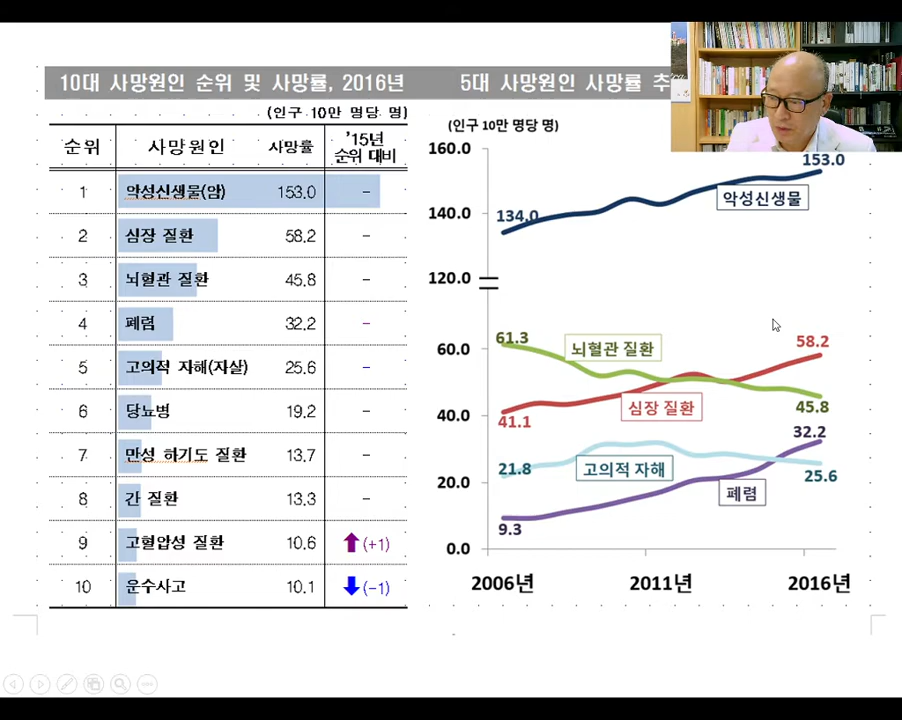 10대 사망원인 순위 및 사망률, 2016년
(인구 10만 명당 명)
순위 사망원인 사망률 '15년 순위 대비
1 악성신생물(암) 153.0 -
2 심장 질환 58.2 -
3 뇌혈관 질환 45.8 -
4 폐렴 32.2 -
5 고의적 자해(자살) 25.6 -
6 당뇨병 19.2 -
7 만성 하기도 질환 13.7 -
8 간 질환 13.3 -
9 고혈압성 질환 10.6 (+1)
10 운수사고 10.1 (-1)
5대 사망원인 사망률 추
(인구 10만 명당 명)
160.0
153.0
악성신생물
140.0
134.0
120.0
61.3
뇌혈관 질환
58.2
60.0
심장 질환
45.8
40.0
41.1
32.2
21.8
고의적 자해
25.6
20.0
폐렴
9.3
0.0
2006년 2011년 2016년